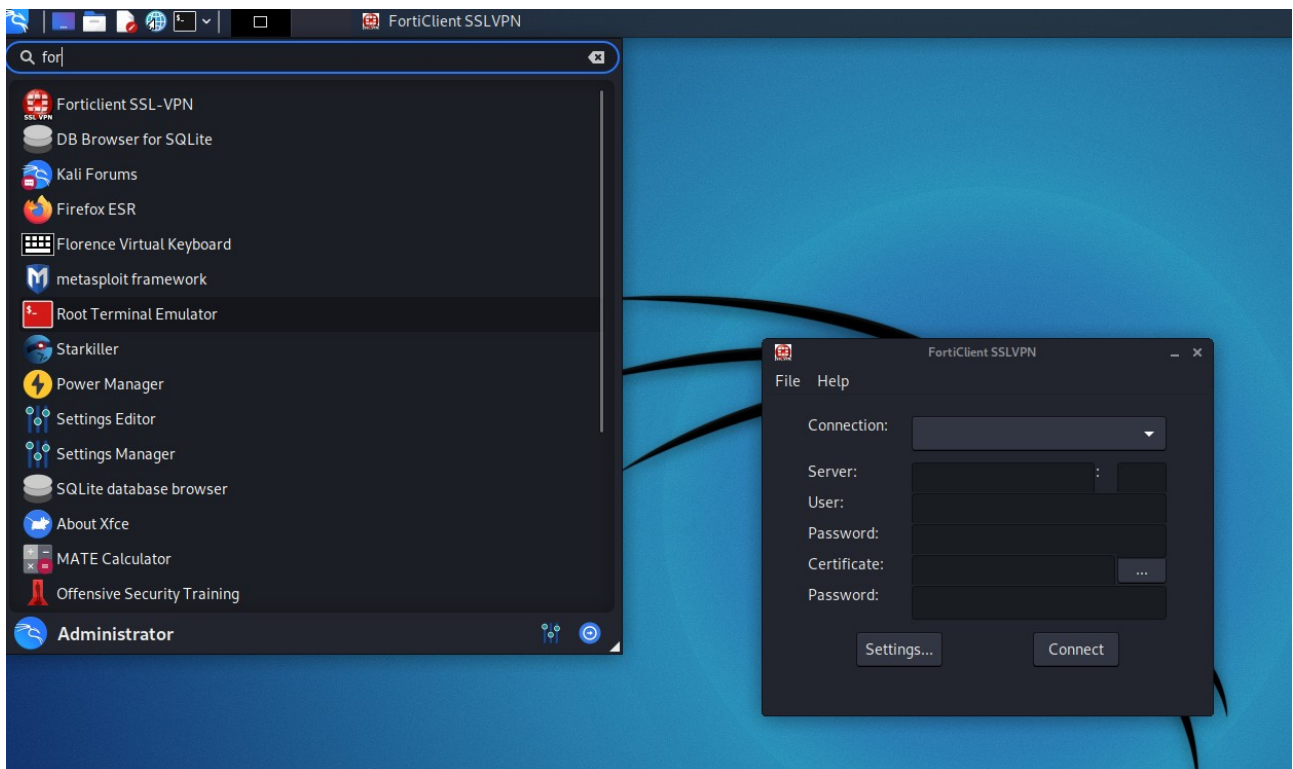 FortiClient SSLVPN
for
Forticlient SSL-VPN
SSL VPN
DB Browser for SQLite
Kali Forums
Firefox ESR
Florence Virtual Keyboard
metasploit framework
Root Terminal Emulator
Starkiller
Power Manager
Settings Editor
Settings Manager
SQLite database browser
About Xfce
MATE Calculator
Offensive Security Training
Administrator
FortiClient SSLVPN
File Help
Connection:
Server: :
User:
Password:
Certificate: ...
Password:
Settings... Connect